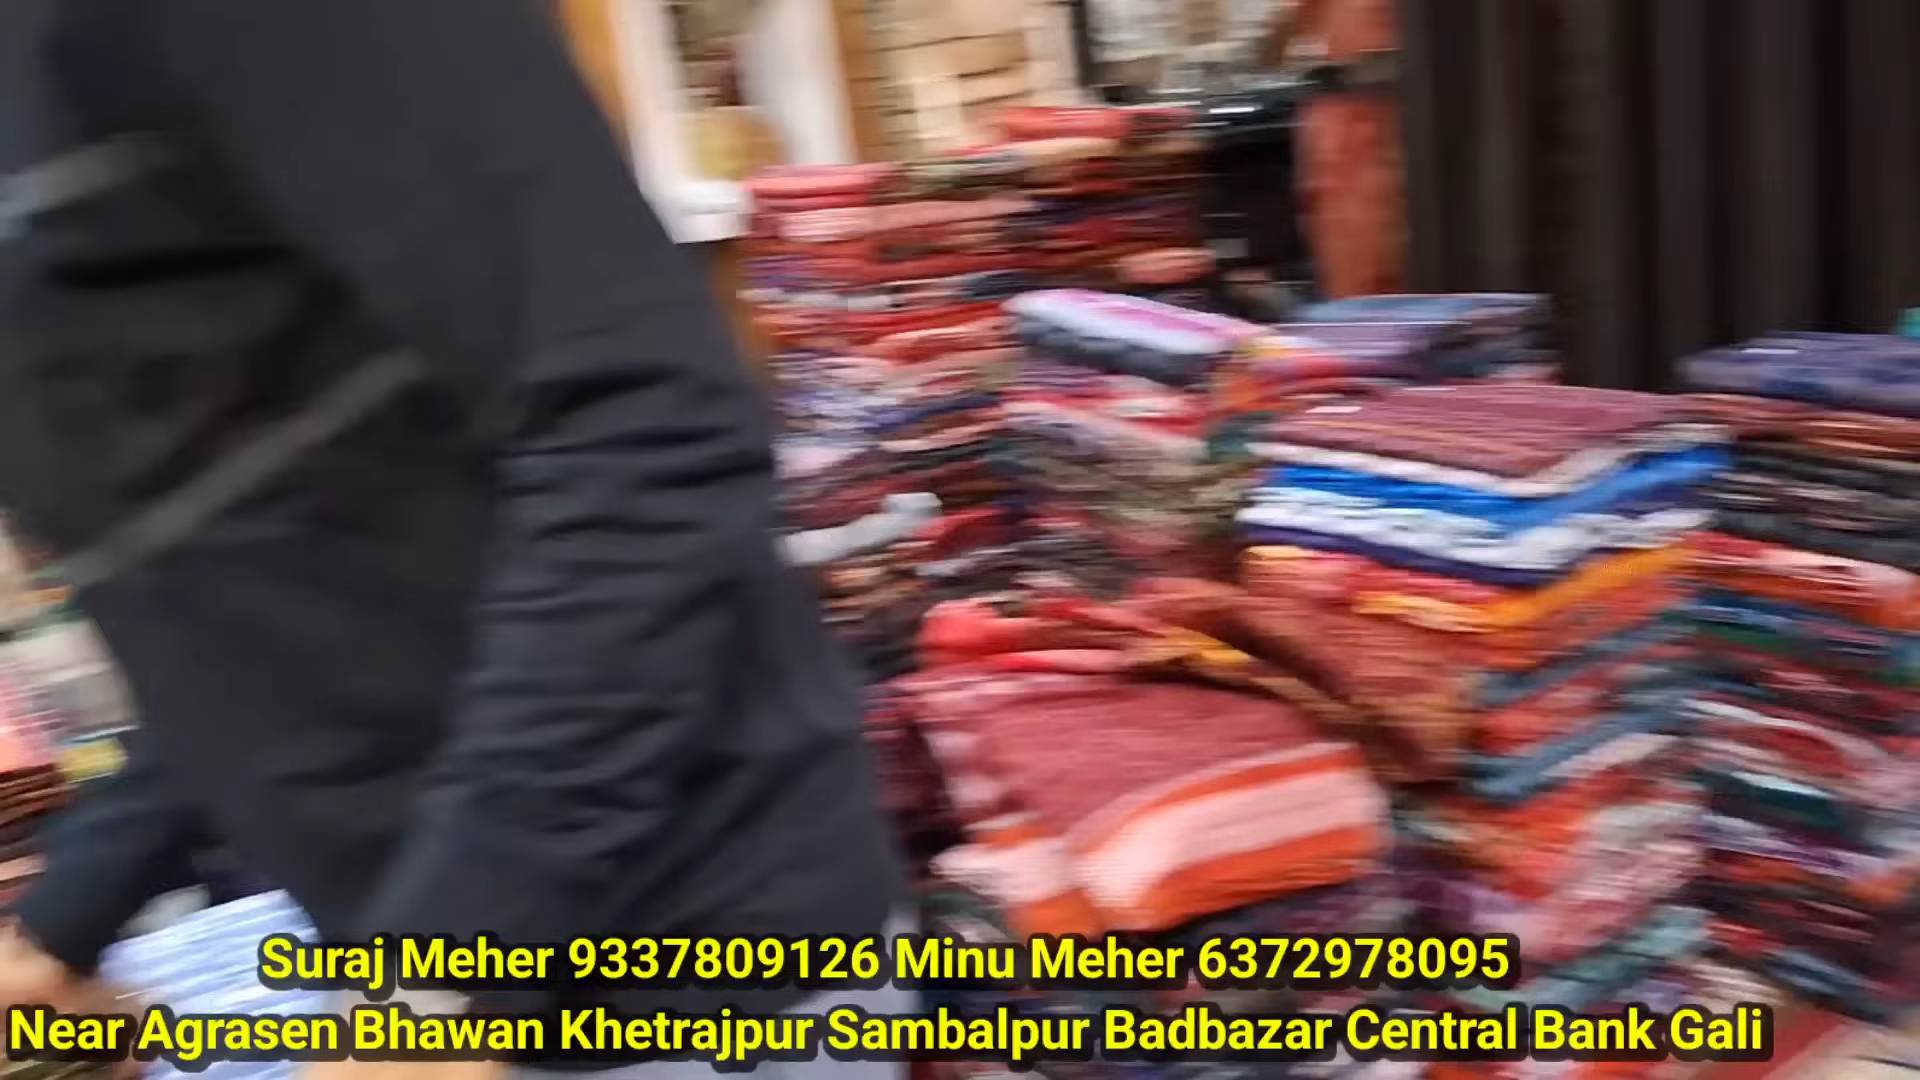 Suraj Meher 9337809126 Minu Meher 6372978095
Near Agrasen Bhawan Khetrajpur Sambalpur Badbazar Central Bank Gali